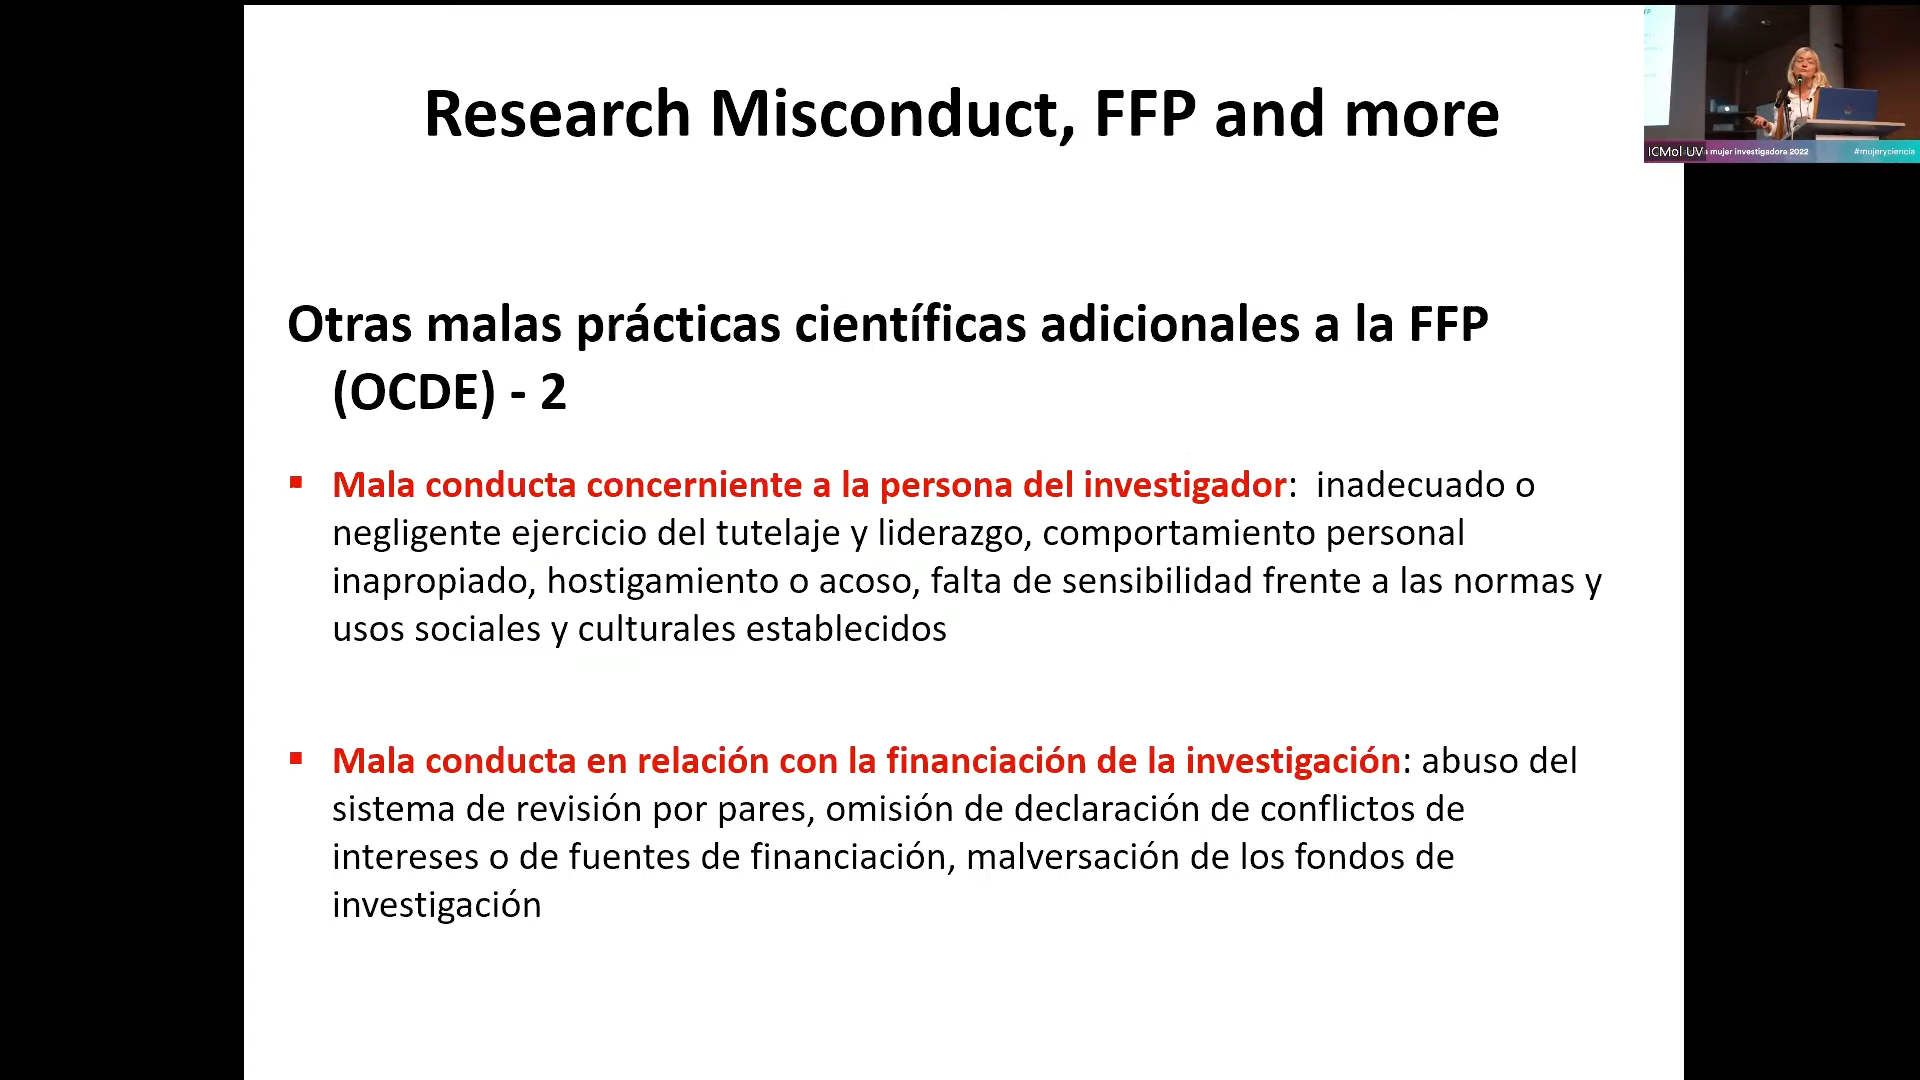 Research Misconduct, FFP and more
Otras malas prácticas científicas adicionales a la FFP
(OCDE) - 2
▪ Mala conducta concerniente a la persona del investigador: inadecuado o
negligente ejercicio del tutelaje y liderazgo, comportamiento personal
inapropiado, hostigamiento o acoso, falta de sensibilidad frente a las normas y
usos sociales y culturales establecidos
▪ Mala conducta en relación con la financiación de la investigación: abuso del
sistema de revisión por pares, omisión de declaración de conflictos de
intereses o de fuentes de financiación, malversación de los fondos de
investigación
FP
ICMol UV mujer investigadora 2022 #mujeryciencia